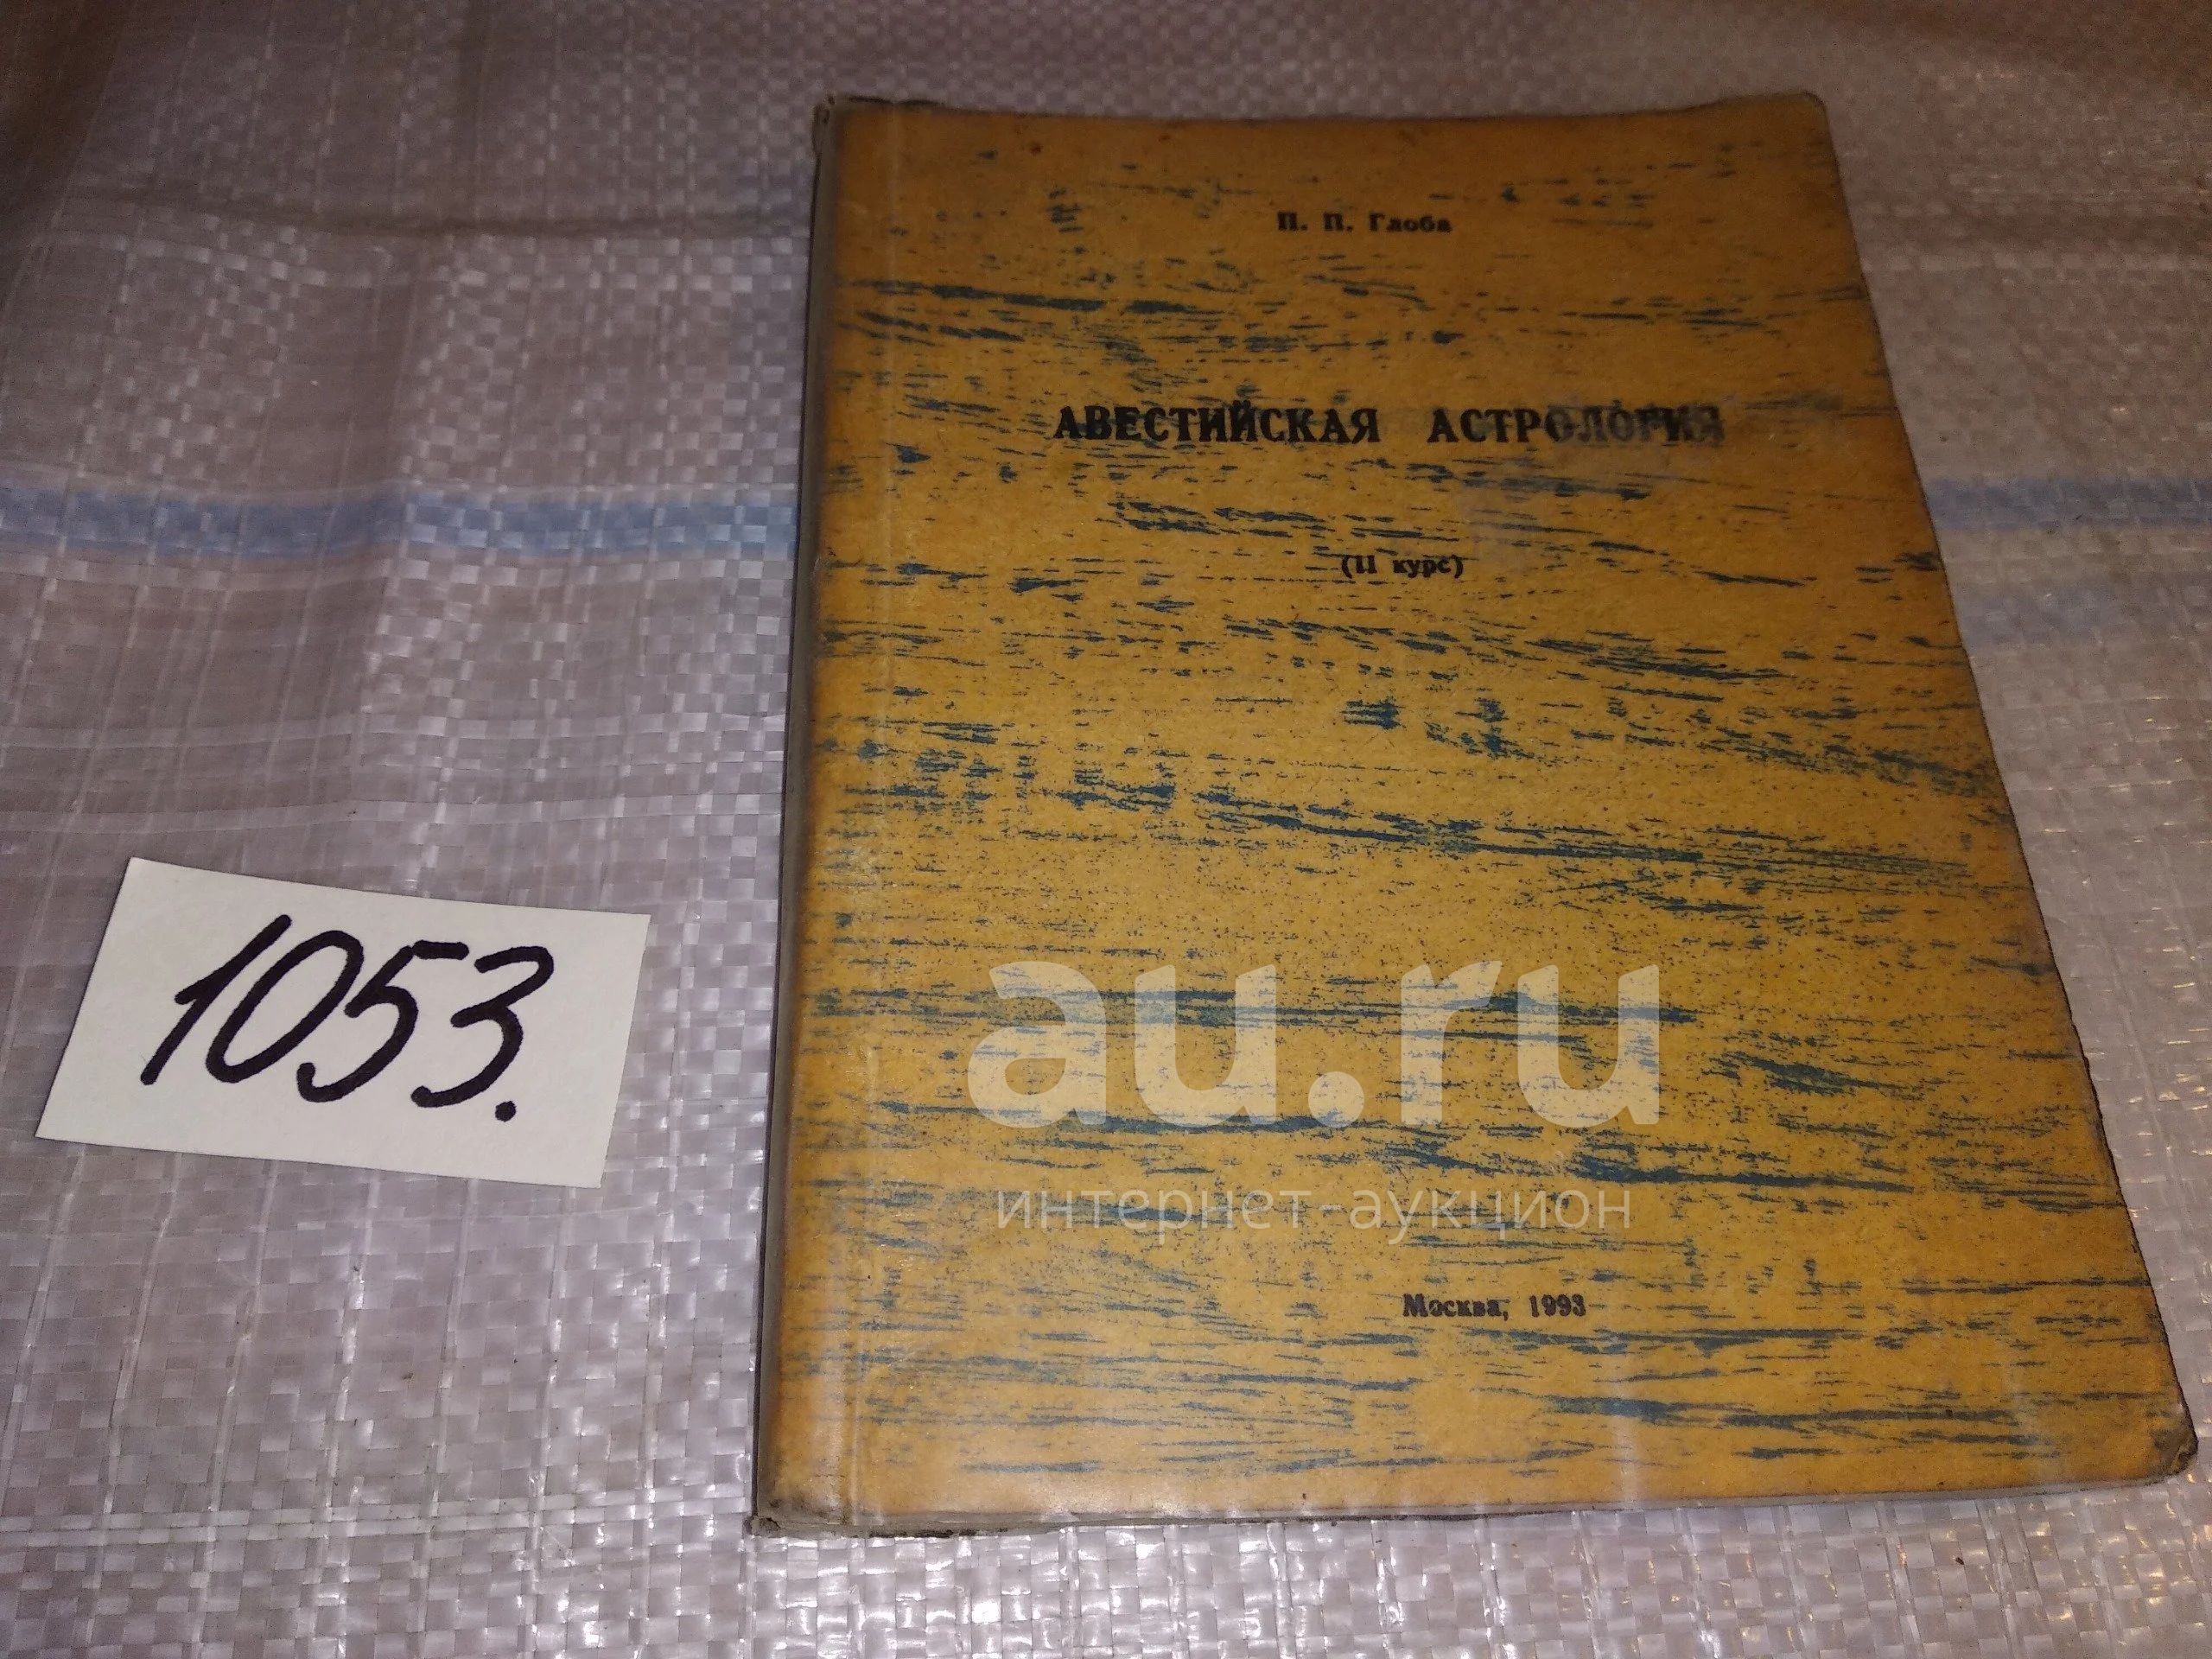 П. П. Глоба
АВЕСТИЙСКАЯ АСТРОЛОГИЯ
(II курс)
1053.
au.ru
интернет-аукцион
Москва, 1993